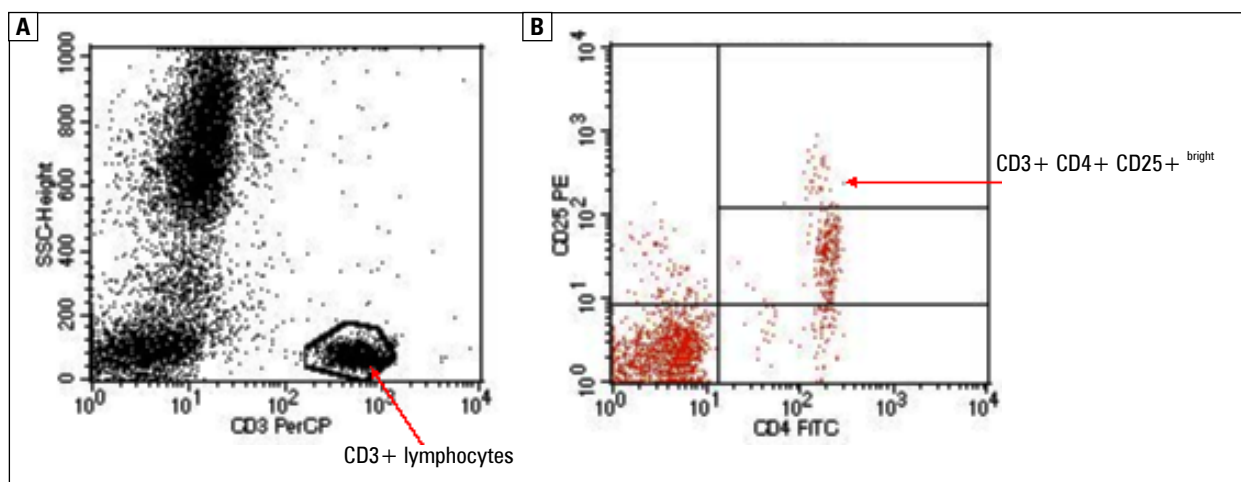 A
1000
800
600
400
200
0
SSC-Height
10^0 10^1 10^2 10^3 10^4
CD3 PerCP
CD3+ lymphocytes
B
10^4
10^3
10^2
10^1
10^0
CD25 PE
10^0 10^1 10^2 10^3 10^4
CD4 FITC
CD3+ CD4+ CD25+ bright